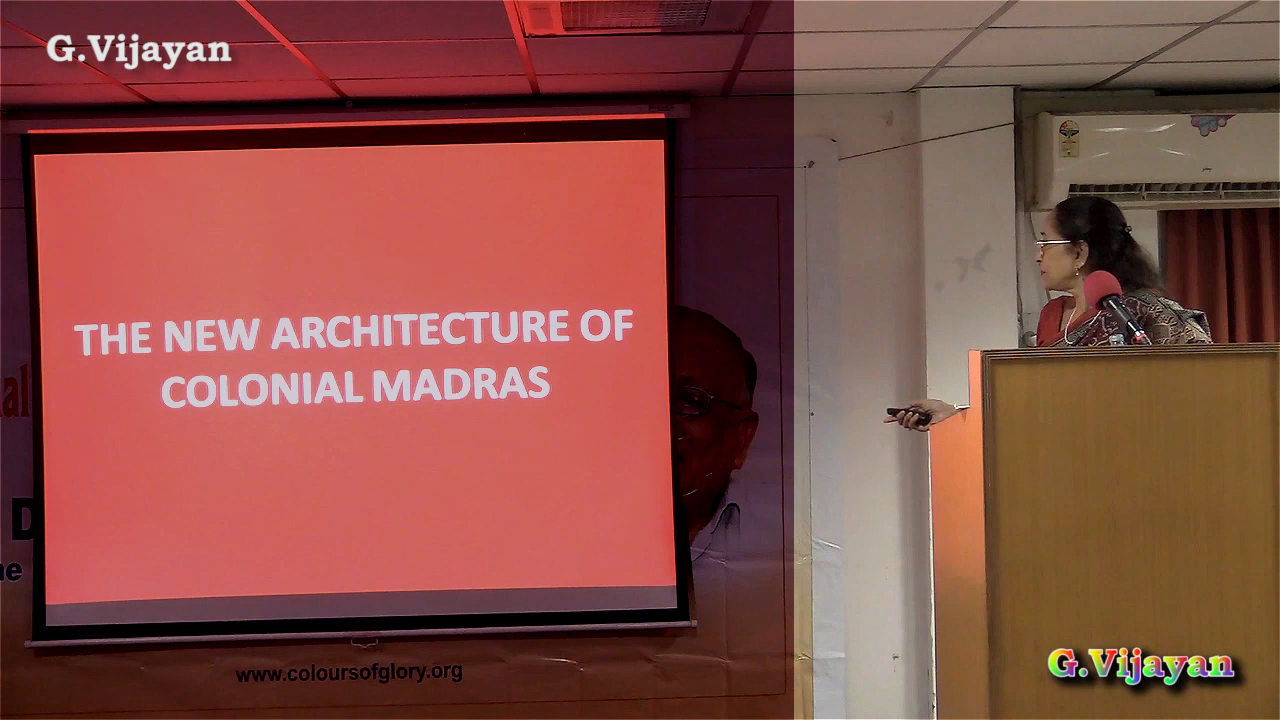 G.Vijayan
THE NEW ARCHITECTURE OF
COLONIAL MADRAS
www.coloursofglory.org
G.Vijayan